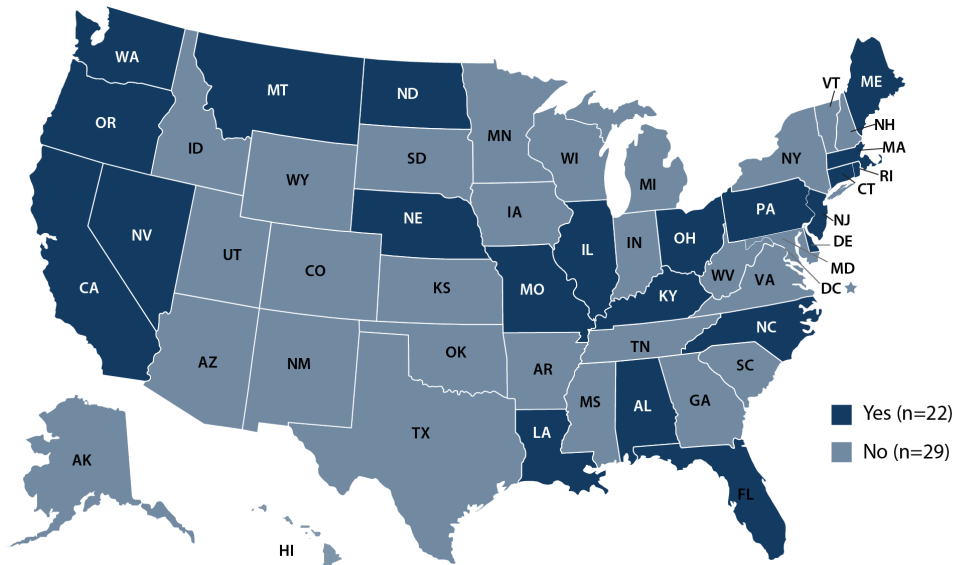 WA
MT
ND
MN
VT
ME
OR
ID
SD
WI
NY
NH
MA
WY
MI
RI
CT
NV
NE
IA
PA
NJ
UT
CO
IL
IN
OH
DE
CA
KS
MO
WV
VA
MD
KY
DC
AZ
NM
OK
AR
TN
NC
SC
TX
LA
MS
AL
GA
AK
FL
HI
Yes (n=22)
No (n=29)